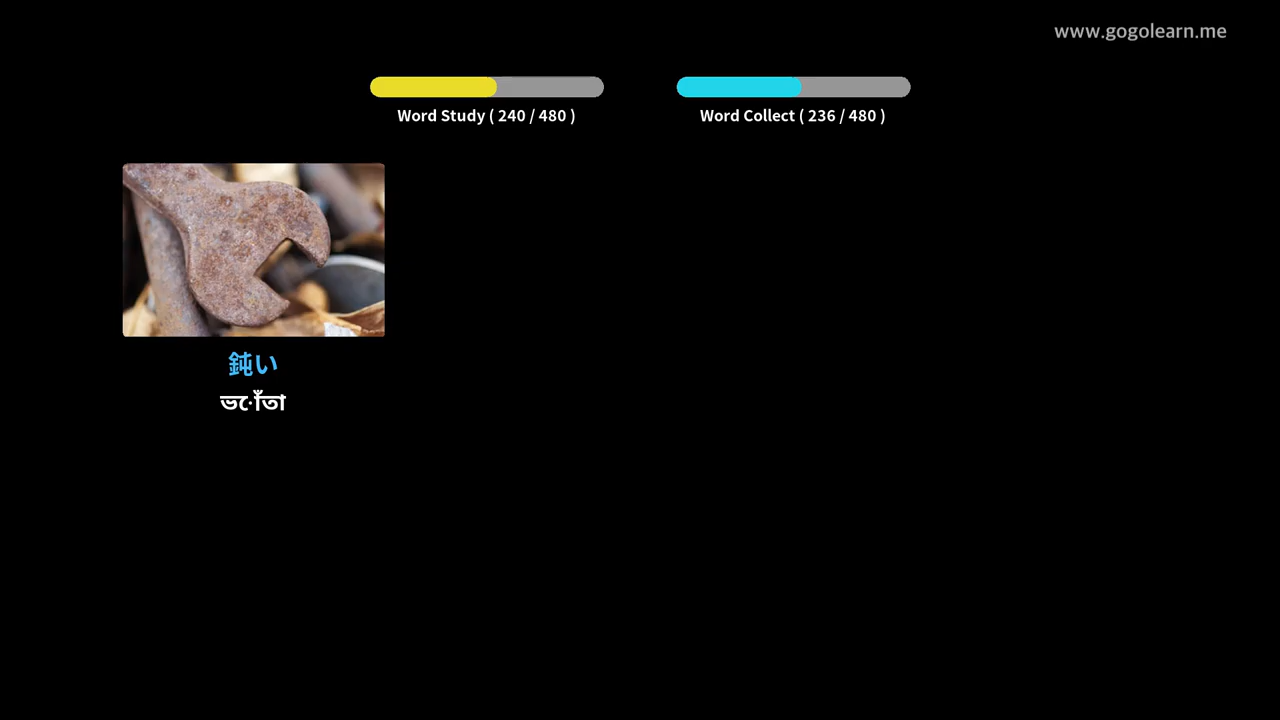 www.gogolearn.me
Word Study ( 240 / 480 )
Word Collect ( 236 / 480 )
鈍い
ভোঁতা